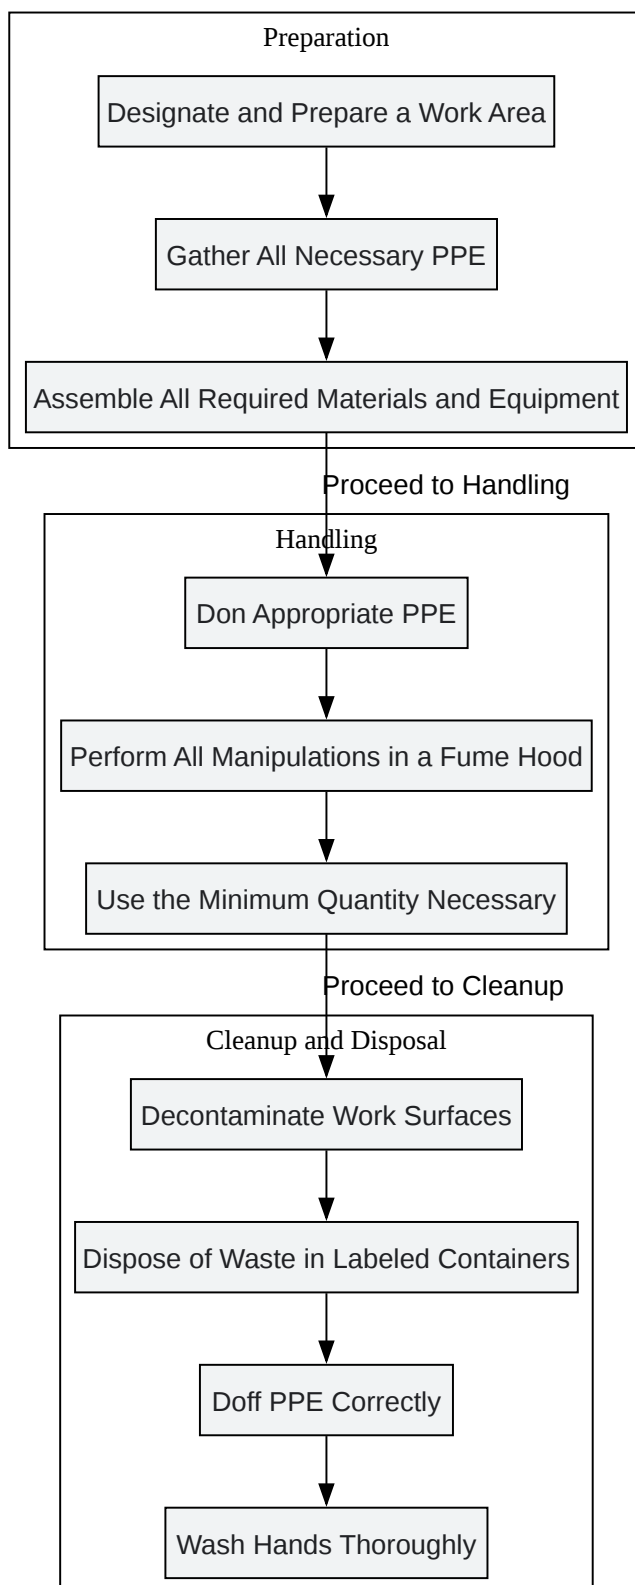 Preparation
Designate and Prepare a Work Area
Gather All Necessary PPE
Assemble All Required Materials and Equipment
Proceed to Handling
Handling
Don Appropriate PPE
Perform All Manipulations in a Fume Hood
Use the Minimum Quantity Necessary
Proceed to Cleanup
Cleanup and Disposal
Decontaminate Work Surfaces
Dispose of Waste in Labeled Containers
Doff PPE Correctly
Wash Hands Thoroughly